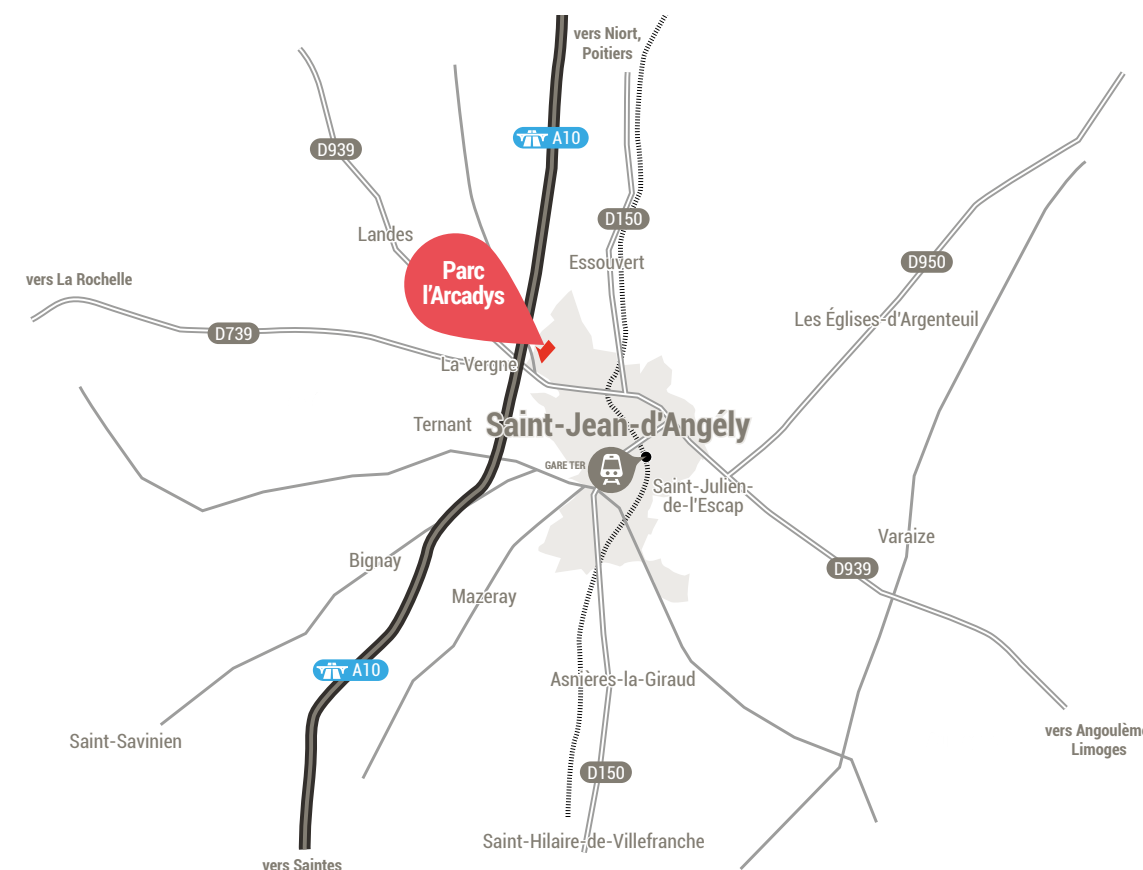 vers Niort,
Poitiers
A10
D939
D150
Landes
Essouvert
D950
Parc
l'Arcadys
vers La Rochelle
Les Églises-d'Argenteuil
D739
La Vergne
Ternant
Saint-Jean-d'Angély
GARE TER
Saint-Julien-
de-l'Escap
Varaize
Bignay
D939
Mazeray
A10
Asnières-la-Giraud
Saint-Savinien
vers Angoulême
Limoges
D150
Saint-Hilaire-de-Villefranche
vers Saintes